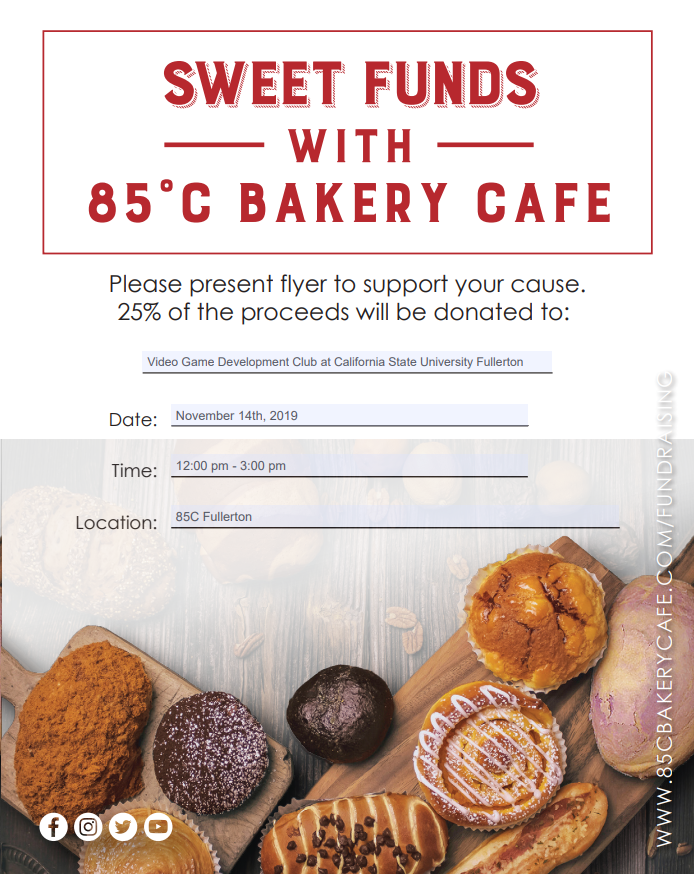 SWEET FUNDS
WITH
85°C BAKERY CAFE
Please present flyer to support your cause.
25% of the proceeds will be donated to:
Video Game Development Club at California State University Fullerton
Date: November 14th, 2019
Time: 12:00 pm - 3:00 pm
Location: 85C Fullerton
WWW.85CBAKERYCAFE.COM/FUNDRAISING